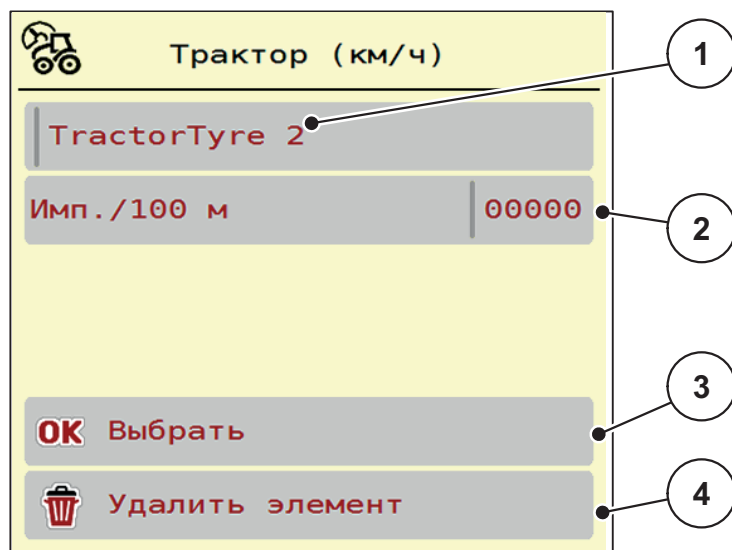 Трактор (км/ч)
1
TractorTyre 2
Имп./100 м 00000
2
3
OK Выбрать
4
Удалить элемент